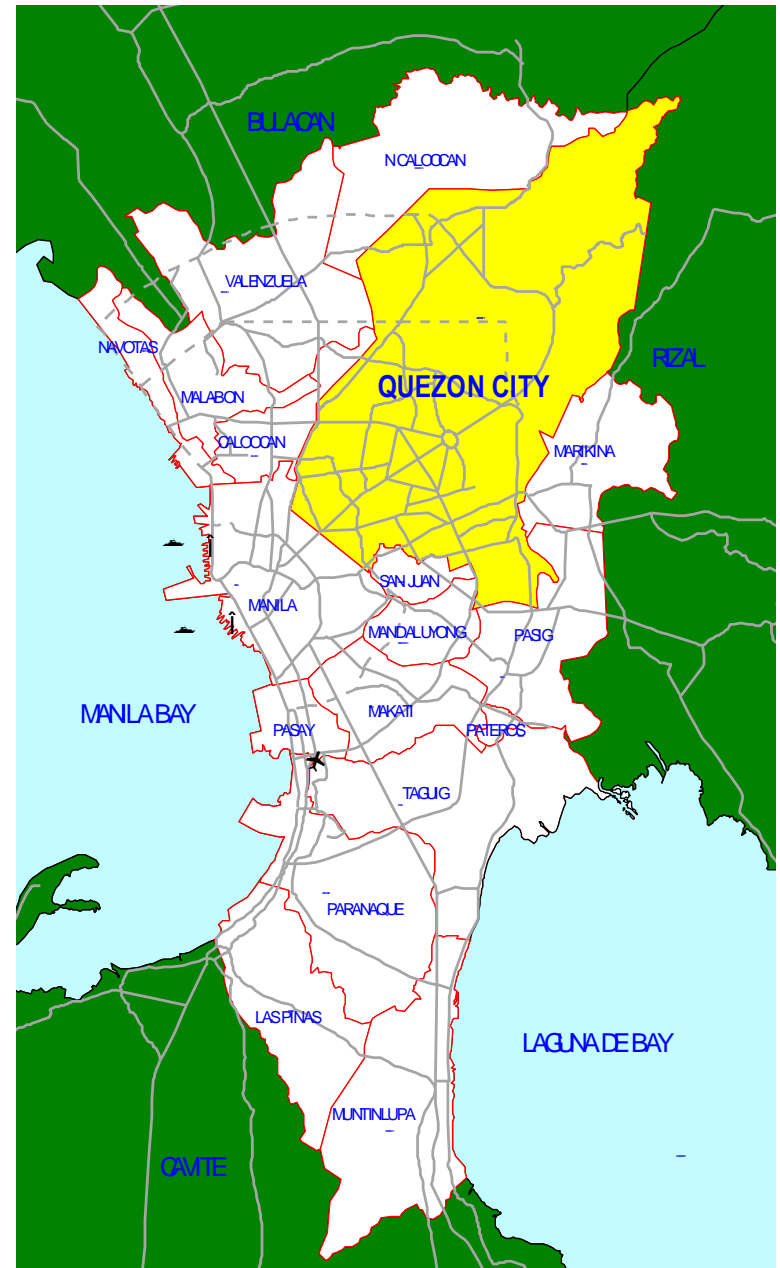 BULACAN
N.CALOOCAN
VALENZUELA
NAVOTAS
RIZAL
QUEZON CITY
MALABON
CALOOCAN
MARIKINA
SAN JUAN
MANILA
MANDALUYONG
PASIG
MANILA BAY
MAKATI
PASAY
PATEROS
TAGUIG
PARANAQUE
LAS PINAS
LAGUNA DE BAY
MUNTINLUPA
CAVITE